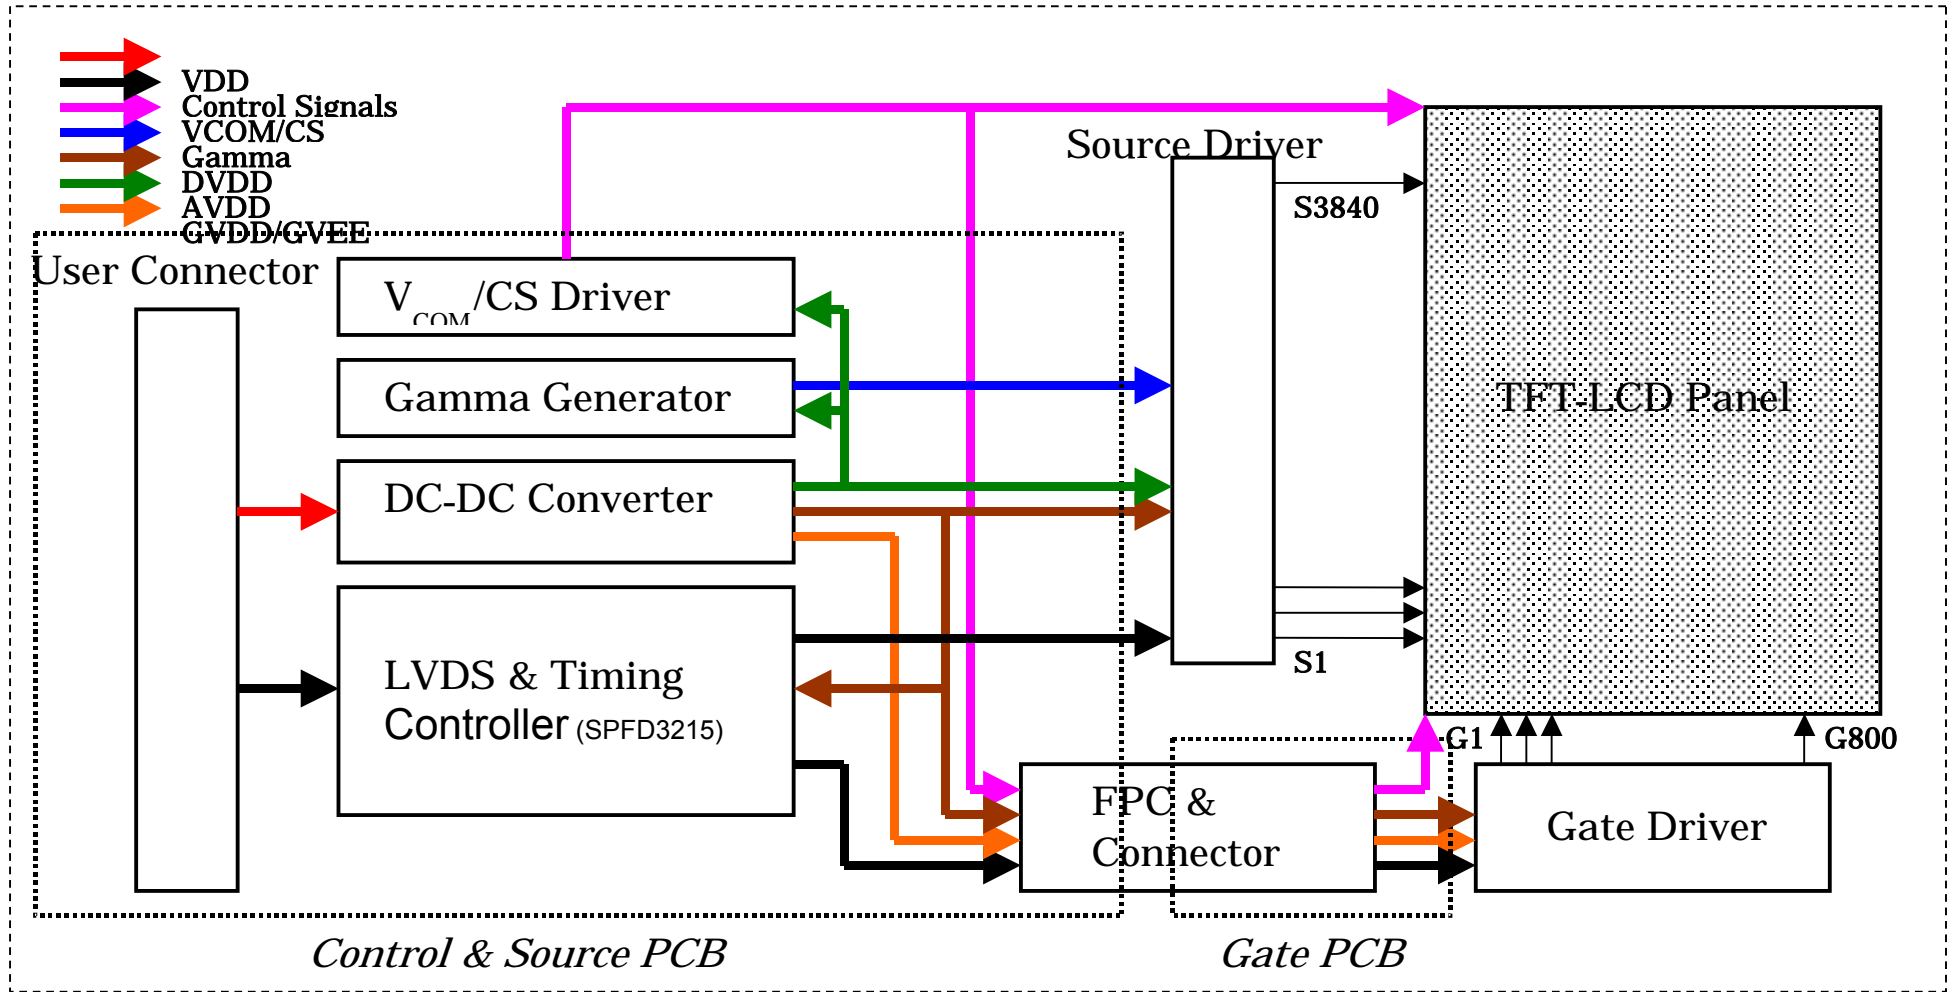 VDD
Control Signals
VCOM/CS
Gamma
DVDD
AVDD
GVDD/GVEE
User Connector
Source Driver
S3840
VCOM/CS Driver
Gamma Generator
TFT-LCD Panel
DC-DC Converter
LVDS & Timing
Controller (SPFD3215)
S1
G1
G800
FPC &
Connector
Gate Driver
Control & Source PCB
Gate PCB